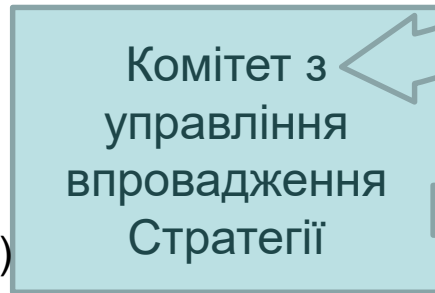 Комітет з
управління
впровадження
Стратегії
)